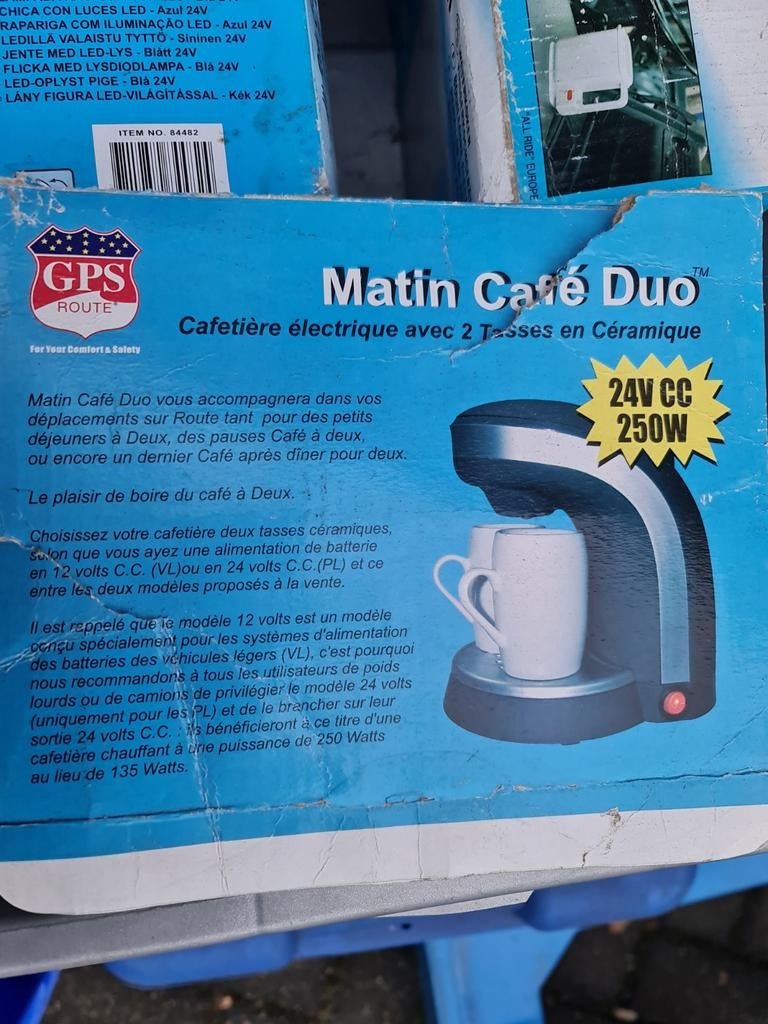 CHICA CON LUCES LED - Azul 24V
RAPARIGA COM ILUMINAÇÃO LED - Azul 24V
LEDILLÄ VALAISTU TYTTÖ - Sininen 24V
JENTE MED LED-LYS - Blått 24V
FLICKA MED LYSDIODLAMPA - Blå 24V
LED-OPLYST PIGE - Blå 24V
LÁNY FIGURA LED-VILÁGÍTÁSSAL - Kék 24V
ITEM NO. 84482
"ALL RIDE" EUROPE
GPS
ROUTE
For Your Comfort & Safety
Matin Café Duo™
Cafetière électrique avec 2 Tasses en Céramique
24V CC
250W
Matin Café Duo vous accompagnera dans vos
déplacements sur Route tant pour des petits
déjeuners à Deux, des pauses Café à deux,
ou encore un dernier Café après dîner pour deux.
Le plaisir de boire du café à Deux.
Choisissez votre cafetière deux tasses céramiques,
selon que vous ayez une alimentation de batterie
en 12 volts C.C. (VL)ou en 24 volts C.C.(PL) et ce
entre les deux modèles proposés à la vente.
Il est rappelé que le modèle 12 volts est un modèle
conçu spécialement pour les systèmes d'alimentation
des batteries des véhicules légers (VL), c'est pourquoi
nous recommandons à tous les utilisateurs de poids
lourds ou de camions de privilégier le modèle 24 volts
(uniquement pour les PL) et de le brancher sur leur
sortie 24 volts C.C. : ils bénéficieront à ce titre d'une
cafetière chauffant à une puissance de 250 Watts
au lieu de 135 Watts.